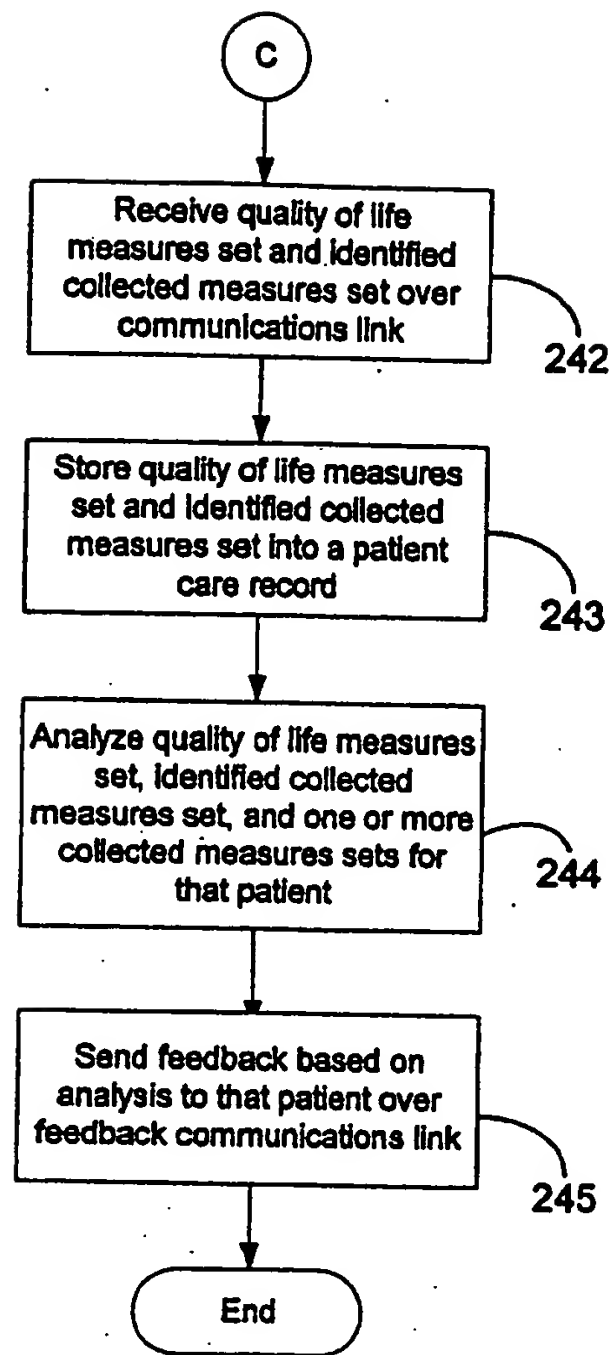 C
Receive quality of life
measures set and identified
collected measures set over
communications link
242
Store quality of life measures
set and identified collected
measures set into a patient
care record
243
Analyze quality of life measures
set, identified collected
measures set, and one or more
collected measures sets for
that patient
244
Send feedback based on
analysis to that patient over
feedback communications link
245
End